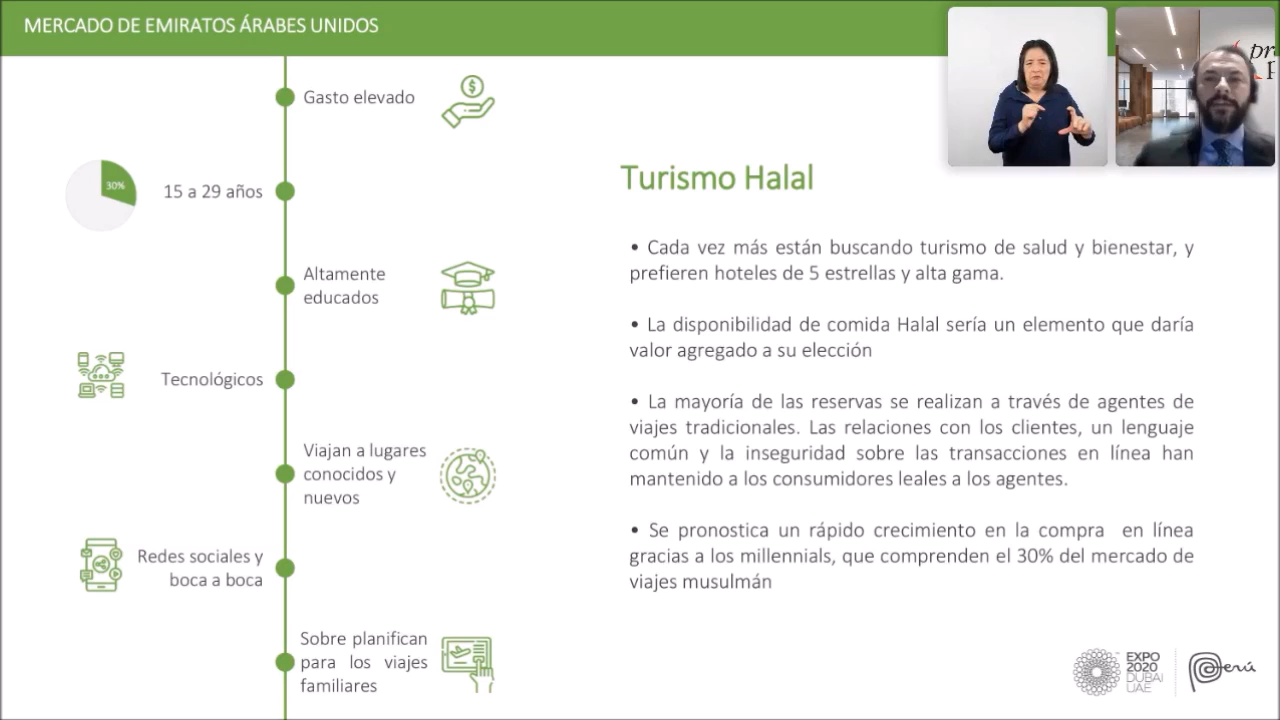 MERCADO DE EMIRATOS ÁRABES UNIDOS
Gasto elevado
30%
15 a 29 años
Altamente
educados
Tecnológicos
Viajan a lugares
conocidos y
nuevos
Redes sociales y
boca a boca
Sobre planifican
para los viajes
familiares
Turismo Halal
• Cada vez más están buscando turismo de salud y bienestar, y
prefieren hoteles de 5 estrellas y alta gama.
• La disponibilidad de comida Halal sería un elemento que daría
valor agregado a su elección
• La mayoría de las reservas se realizan a través de agentes de
viajes tradicionales. Las relaciones con los clientes, un lenguaje
común y la inseguridad sobre las transacciones en línea han
mantenido a los consumidores leales a los agentes.
• Se pronostica un rápido crecimiento en la compra en línea
gracias a los millennials, que comprenden el 30% del mercado de
viajes musulmán
EXPO
2020
DUBAI
UAE
Perú